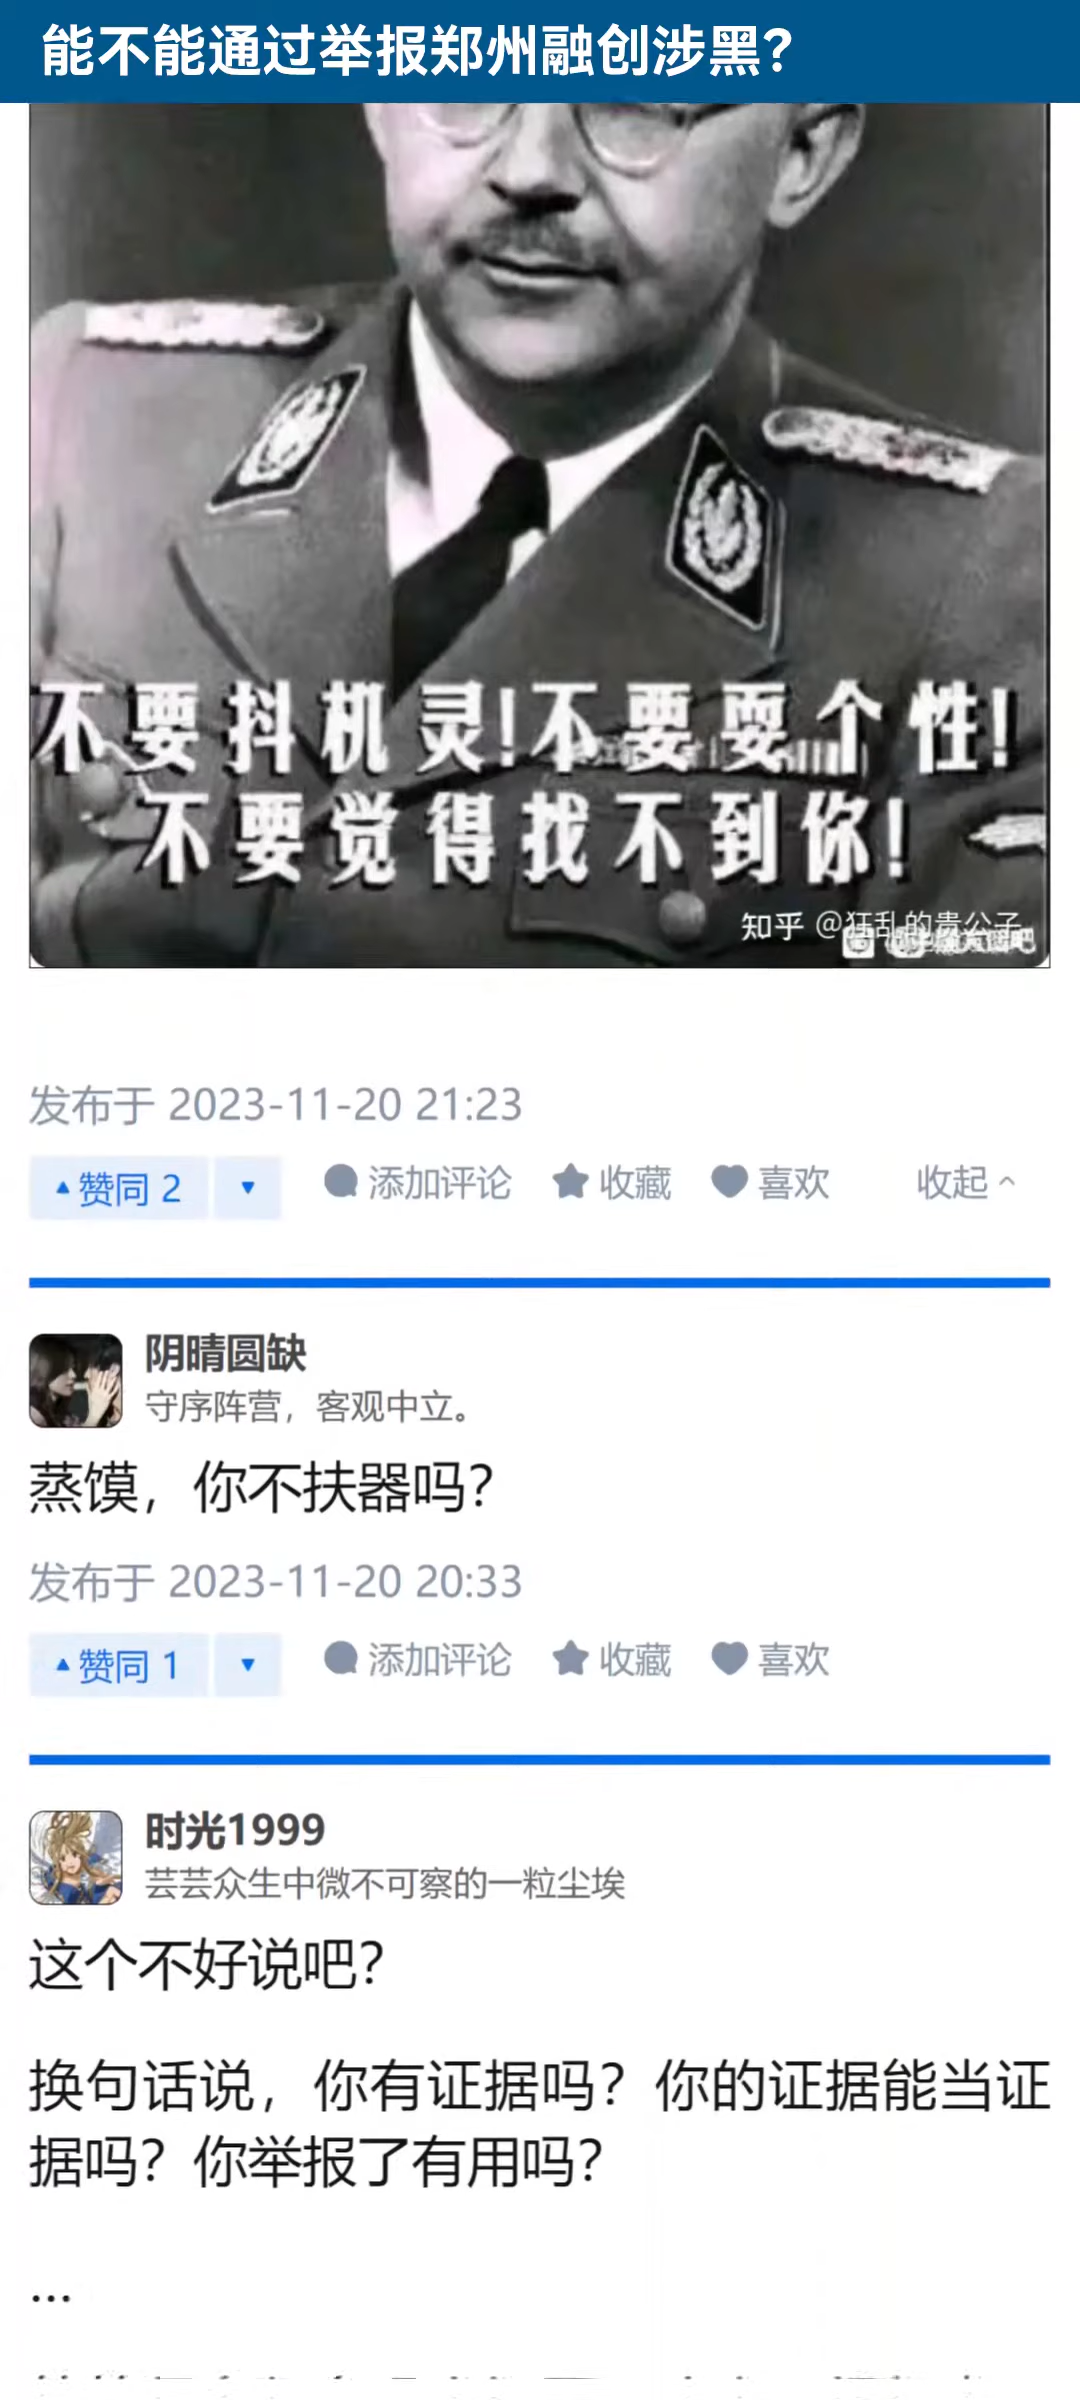 能不能通过举报郑州融创涉黑？
不要抖机灵！不要耍个性！
不要觉得找不到你！
知乎 @狂乱的贵公子
发布于 2023-11-20 21:23
赞同 2
添加评论
收藏
喜欢
收起
阴晴圆缺
守序阵营，客观中立。
蒸馍，你不扶器吗？
发布于 2023-11-20 20:33
赞同 1
添加评论
收藏
喜欢
时光1999
芸芸众生中微不可察的一粒尘埃
这个不好说吧？
换句话说，你有证据吗？你的证据能当证
据吗？你举报了有用吗？
...